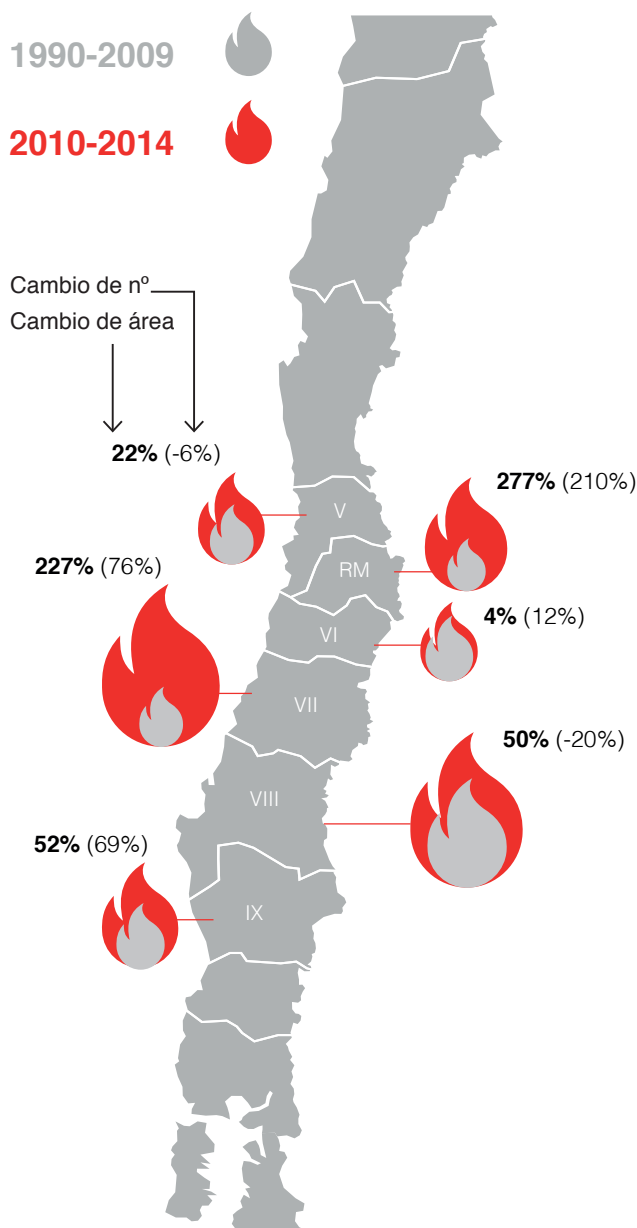 1990-2009
2010-2014
Cambio de nº
Cambio de área
22% (-6%)
277% (210%)
V
227% (76%)
RM
4% (12%)
VI
VII
50% (-20%)
VIII
52% (69%)
IX